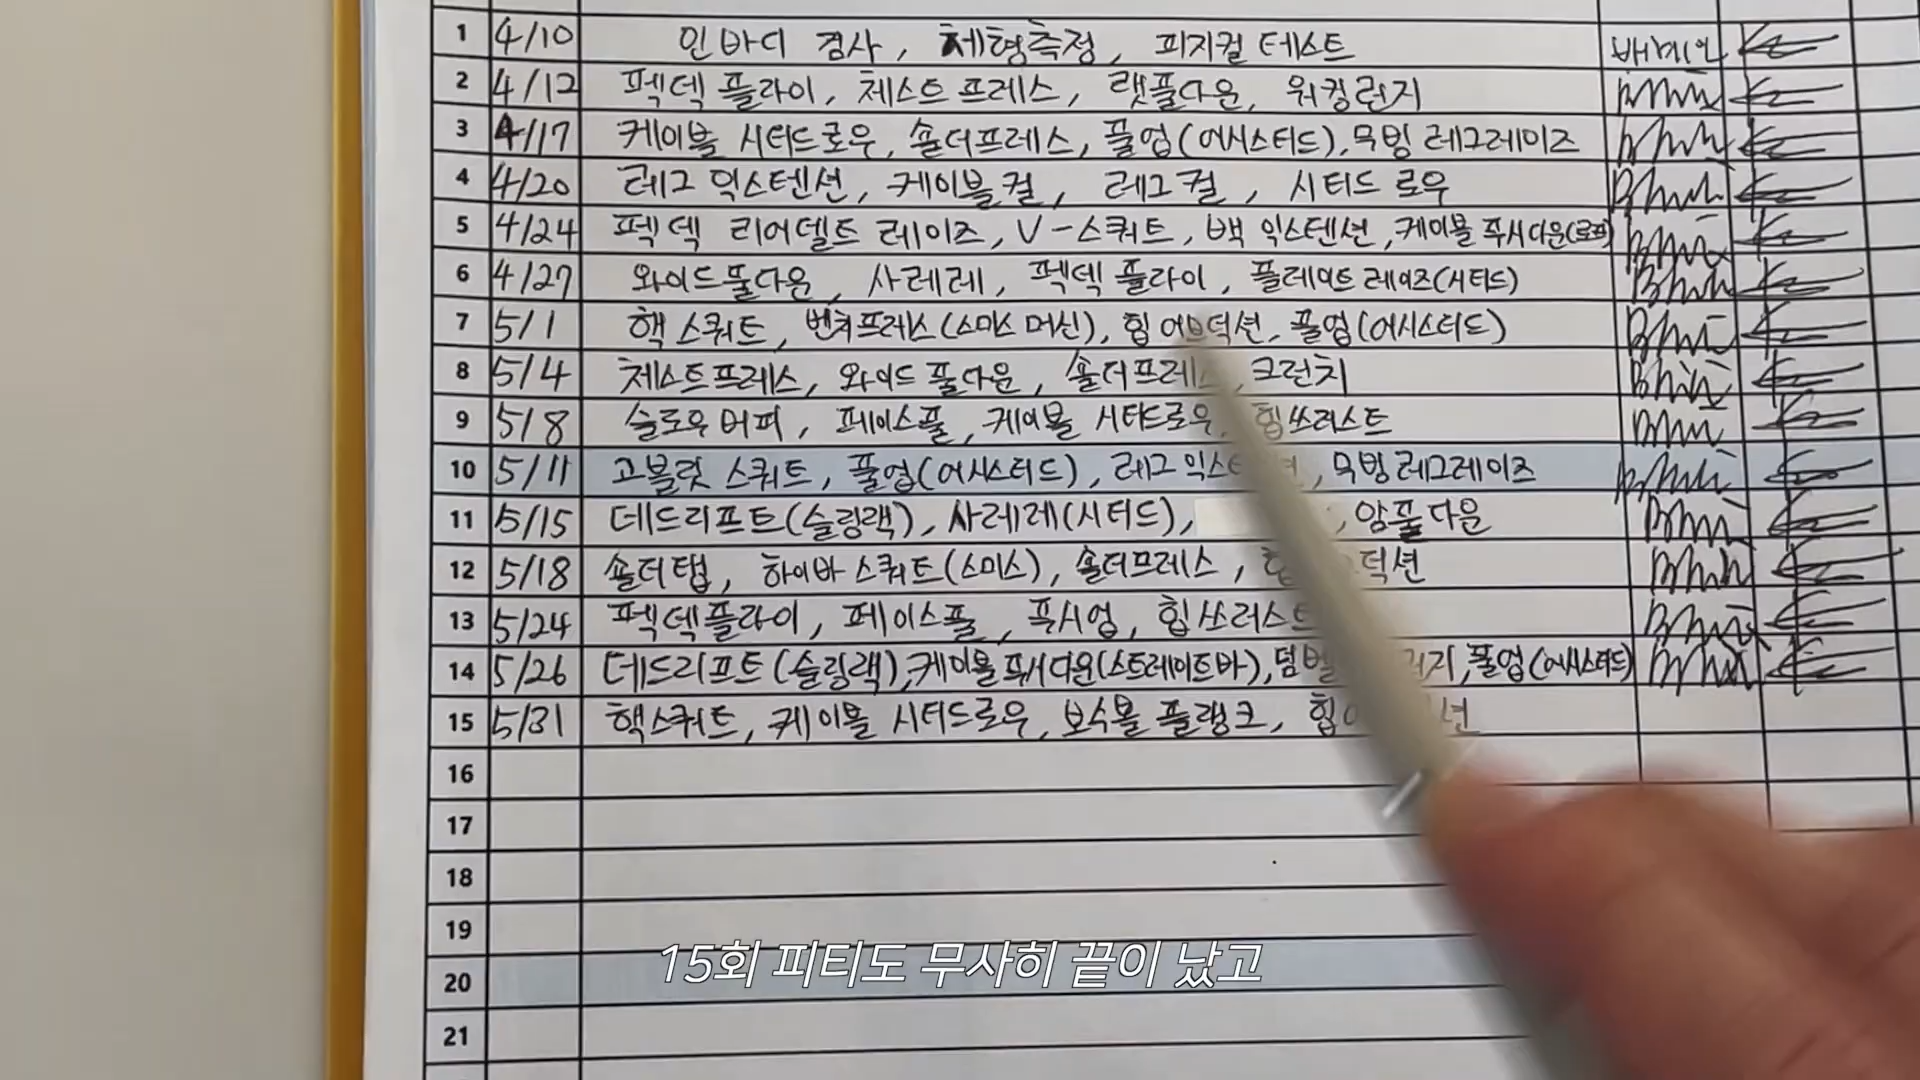 1 4/10 인바디 검사, 체형측정, 피지컬 테스트
2 4/12 펙덱 플라이, 체스트 프레스, 랫풀다운, 워킹런지
3 4/17 케이블 시티드로우, 숄더프레스, 풀업(어시스티드), 무빙 레그레이즈
4 4/20 레그 익스텐션, 케이블컬, 레그컬, 시티드 로우
5 4/24 펙덱 리어델트 레이즈, V-스쿼트, 백 익스텐션, 케이블 푸시다운(로프)
6 4/27 와이드풀다운, 사레레, 펙덱 플라이, 플레이트 레이즈(시티드)
7 5/1 핵 스쿼트, 벤치프레스(스미스 머신), 힙 어브덕션, 풀업(어시스티드)
8 5/4 체스트프레스, 와이드 풀다운, 숄더프레스, 크런치
9 5/8 슬로우버피, 페이스풀, 케이블 시티드로우, 힙쓰러스트
10 5/11 고블릿 스쿼트, 풀업(어시스티드), 레그 익스, 무빙 레그레이즈
11 5/15 데드리프트(슬링랙), 사레레(시티드), , 암풀다운
12 5/18 숄더탭, 하이바 스쿼트(스미스), 숄더프레스, 덕션
13 5/24 펙덱플라이, 페이스풀, 푸시업, 힙쓰러스트
14 5/26 데드리프트(슬링랙), 케이블 푸시다운(스트레이트바), 덤벨 , 풀업(어시스티드)
15 5/31 핵스쿼트, 케이블 시티드로우, 보수볼 플랭크, 힙
16
17
18
19
15회 피티도 무사히 끝이 났고
20
21